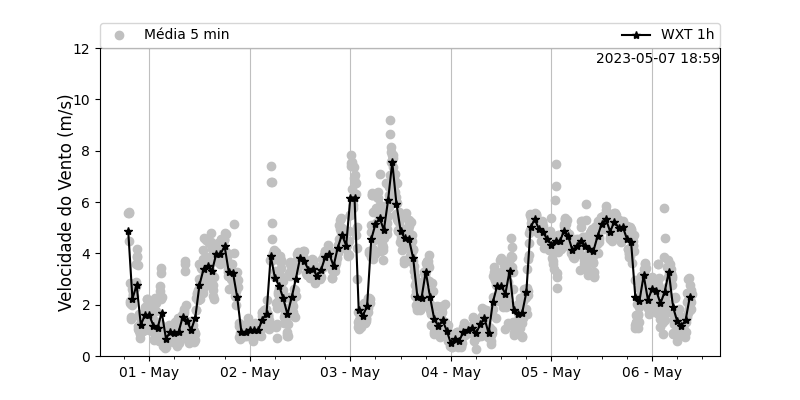 Média 5 min
WXT 1h
2023-05-07 18:59
Velocidade do Vento (m/s)
12
10
8
6
4
2
0
01 - May
02 - May
03 - May
04 - May
05 - May
06 - May